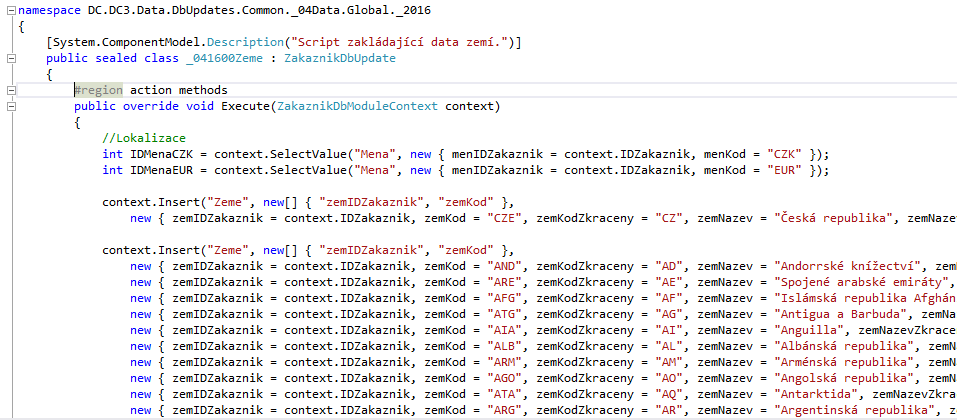 namespace DC.DC3.Data.DbUpdates.Common._04Data.Global._2016
{
[System.ComponentModel.Description("Script zakládající data zemí.")]
public sealed class _041600Zeme : ZakaznikDbUpdate
{
#region action methods
public override void Execute(ZakaznikDbModuleContext context)
{
//Lokalizace
int IDMenaCZK = context.SelectValue("Mena", new { menIDZakaznik = context.IDZakaznik, menKod = "CZK" });
int IDMenaEUR = context.SelectValue("Mena", new { menIDZakaznik = context.IDZakaznik, menKod = "EUR" });
context.Insert("Zeme", new[] { "zemIDZakaznik", "zemKod" },
new { zemIDZakaznik = context.IDZakaznik, zemKod = "CZE", zemKodZkraceny = "CZ", zemNazev = "Česká republika", zemNaze
context.Insert("Zeme", new[] { "zemIDZakaznik", "zemKod" },
new { zemIDZakaznik = context.IDZakaznik, zemKod = "AND", zemKodZkraceny = "AD", zemNazev = "Andorrské knížectví", zem
new { zemIDZakaznik = context.IDZakaznik, zemKod = "ARE", zemKodZkraceny = "AE", zemNazev = "Spojené arabské emiráty",
new { zemIDZakaznik = context.IDZakaznik, zemKod = "AFG", zemKodZkraceny = "AF", zemNazev = "Islámská republika Afghán
new { zemIDZakaznik = context.IDZakaznik, zemKod = "ATG", zemKodZkraceny = "AG", zemNazev = "Antigua a Barbuda", zemNa
new { zemIDZakaznik = context.IDZakaznik, zemKod = "AIA", zemKodZkraceny = "AI", zemNazev = "Anguilla", zemNazevZkrace
new { zemIDZakaznik = context.IDZakaznik, zemKod = "ALB", zemKodZkraceny = "AL", zemNazev = "Albánská republika", zemN
new { zemIDZakaznik = context.IDZakaznik, zemKod = "ARM", zemKodZkraceny = "AM", zemNazev = "Arménská republika", zemN
new { zemIDZakaznik = context.IDZakaznik, zemKod = "AGO", zemKodZkraceny = "AO", zemNazev = "Angolská republika", zemN
new { zemIDZakaznik = context.IDZakaznik, zemKod = "ATA", zemKodZkraceny = "AQ", zemNazev = "Antarktida", zemNazevZkra
new { zemIDZakaznik = context.IDZakaznik, zemKod = "ARG", zemKodZkraceny = "AR", zemNazev = "Argentinská republika", z